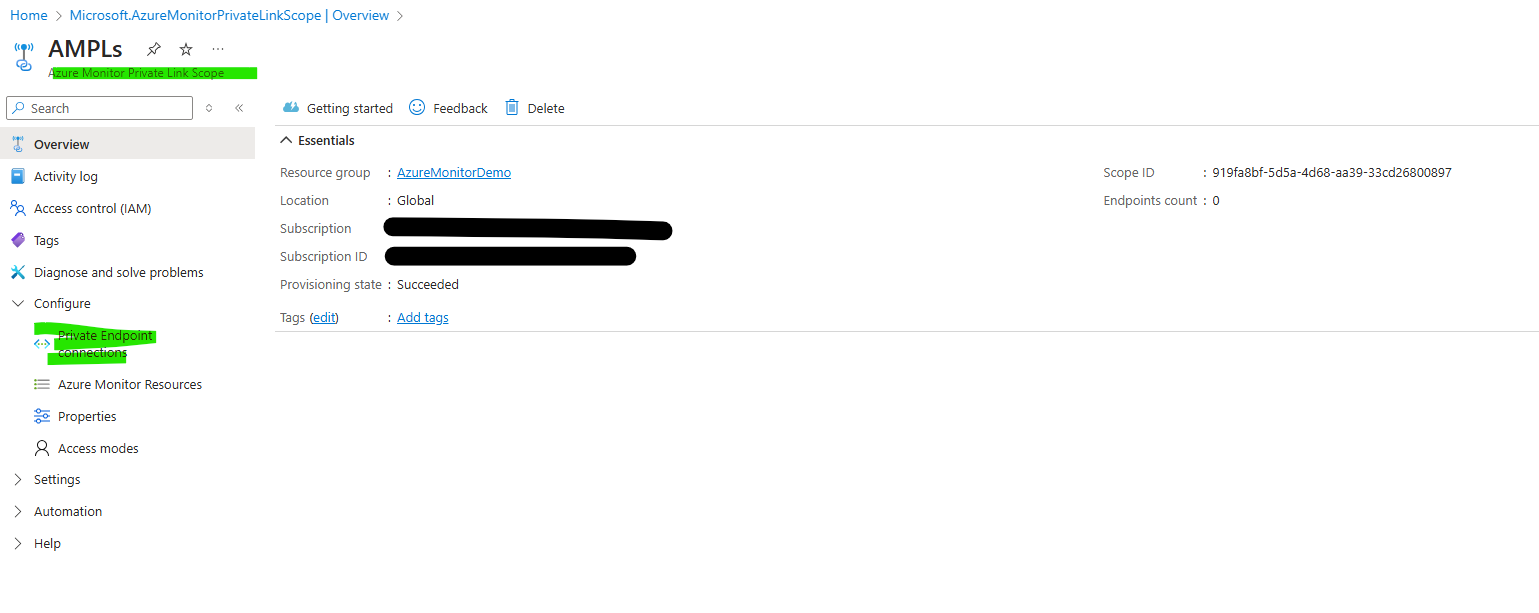 Home > Microsoft.AzureMonitorPrivateLinkScope | Overview >
AMPLs
Azure Monitor Private Link Scope
Search
Getting started Feedback Delete
Overview
Activity log
Access control (IAM)
Tags
Diagnose and solve problems
Configure
Private Endpoint
connections
Azure Monitor Resources
Properties
Access modes
Settings
Automation
Help
Essentials
Resource group : AzureMonitorDemo
Location : Global
Subscription
Subscription ID
Provisioning state : Succeeded
Tags (edit) : Add tags
Scope ID : 919fa8bf-5d5a-4d68-aa39-33cd26800897
Endpoints count : 0